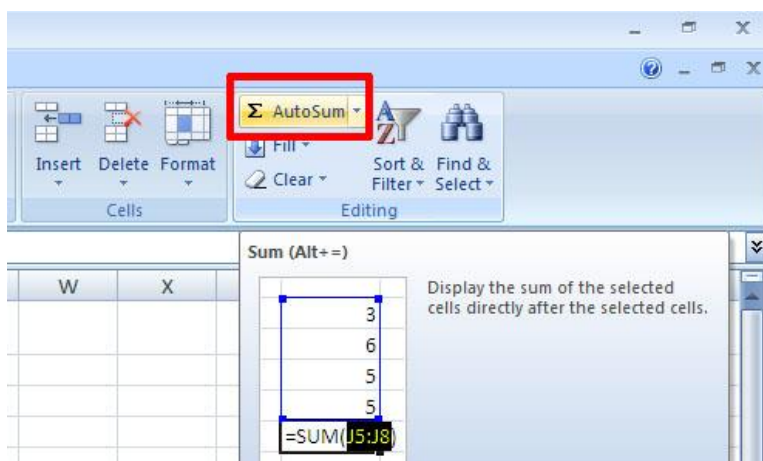 Σ AutoSum
Fill
Clear
Insert
Delete
Format
Sort &
Filter
Find &
Select
Cells
Editing
Sum (Alt+=)
W
X
3
6
5
5
=SUM(J5:J8)
Display the sum of the selected
cells directly after the selected cells.